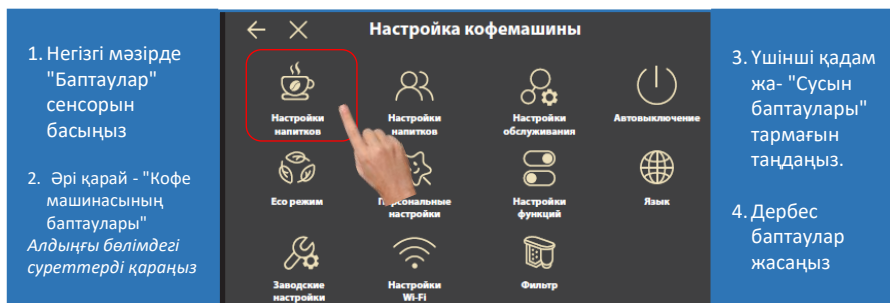 1. Негізгі мәзірде
"Баптаулар"
сенсорын
басыңыз
2. Әрі қарай - "Кофе
машинасының
баптаулары"
Алдыңғы бөлімдегі
суреттерді қараңыз
Настройка кофемашины
Настройки
напитков
Настройки
напитков
Настройки
обслуживания
Автовыключение
Eco режим
Персональные
настройки
Настройки
функций
Язык
Заводские
настройки
Настройки
Wi-Fi
Фильтр
3. Үшінші қадам
жа- "Сусын
баптаулары"
тармағын
таңдаңыз.
4. Дербес
баптаулар
жасаңыз